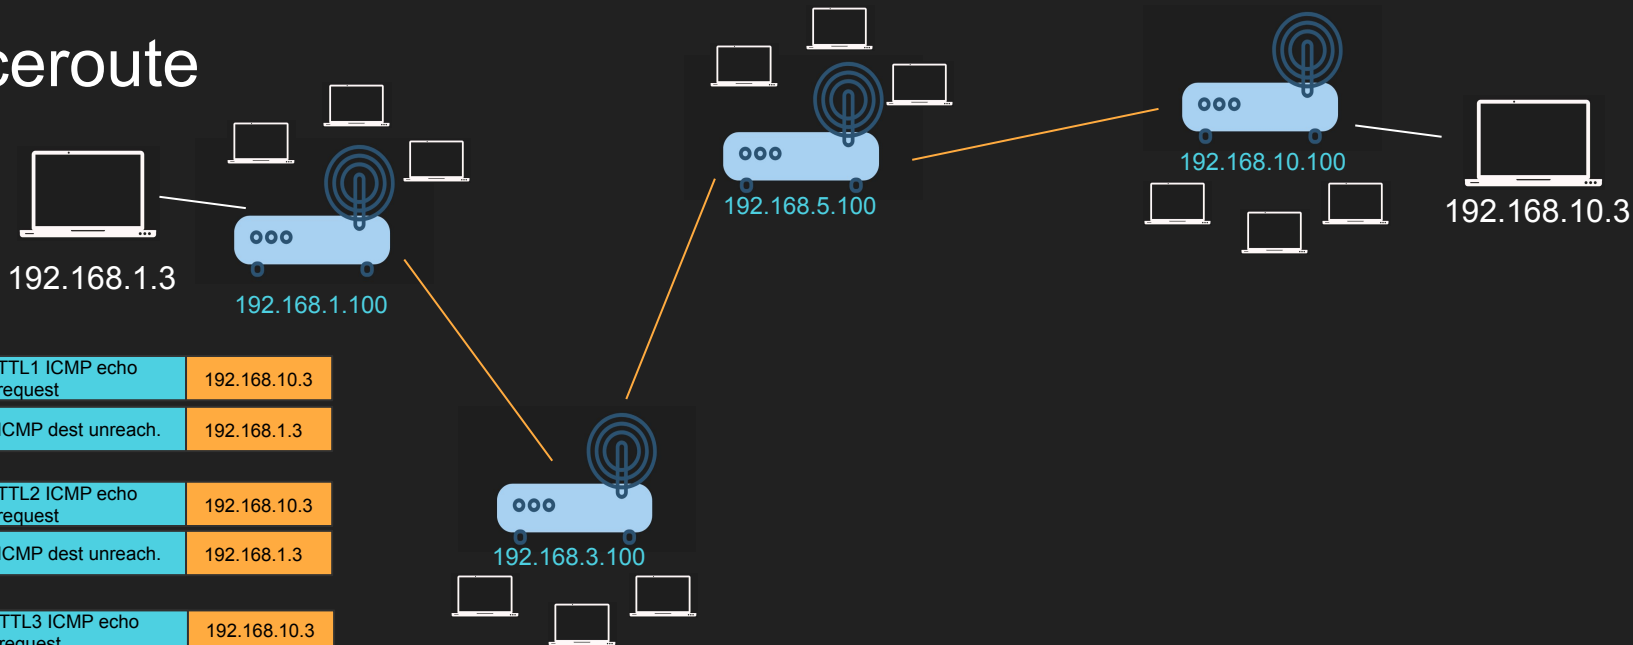 ceroute
192.168.1.3
192.168.1.100
192.168.5.100
192.168.10.100
192.168.10.3
192.168.3.100
TTL1 ICMP echo
request
192.168.10.3
ICMP dest unreach.
192.168.1.3
TTL2 ICMP echo
request
192.168.10.3
ICMP dest unreach.
192.168.1.3
TTL3 ICMP echo
request
192.168.10.3